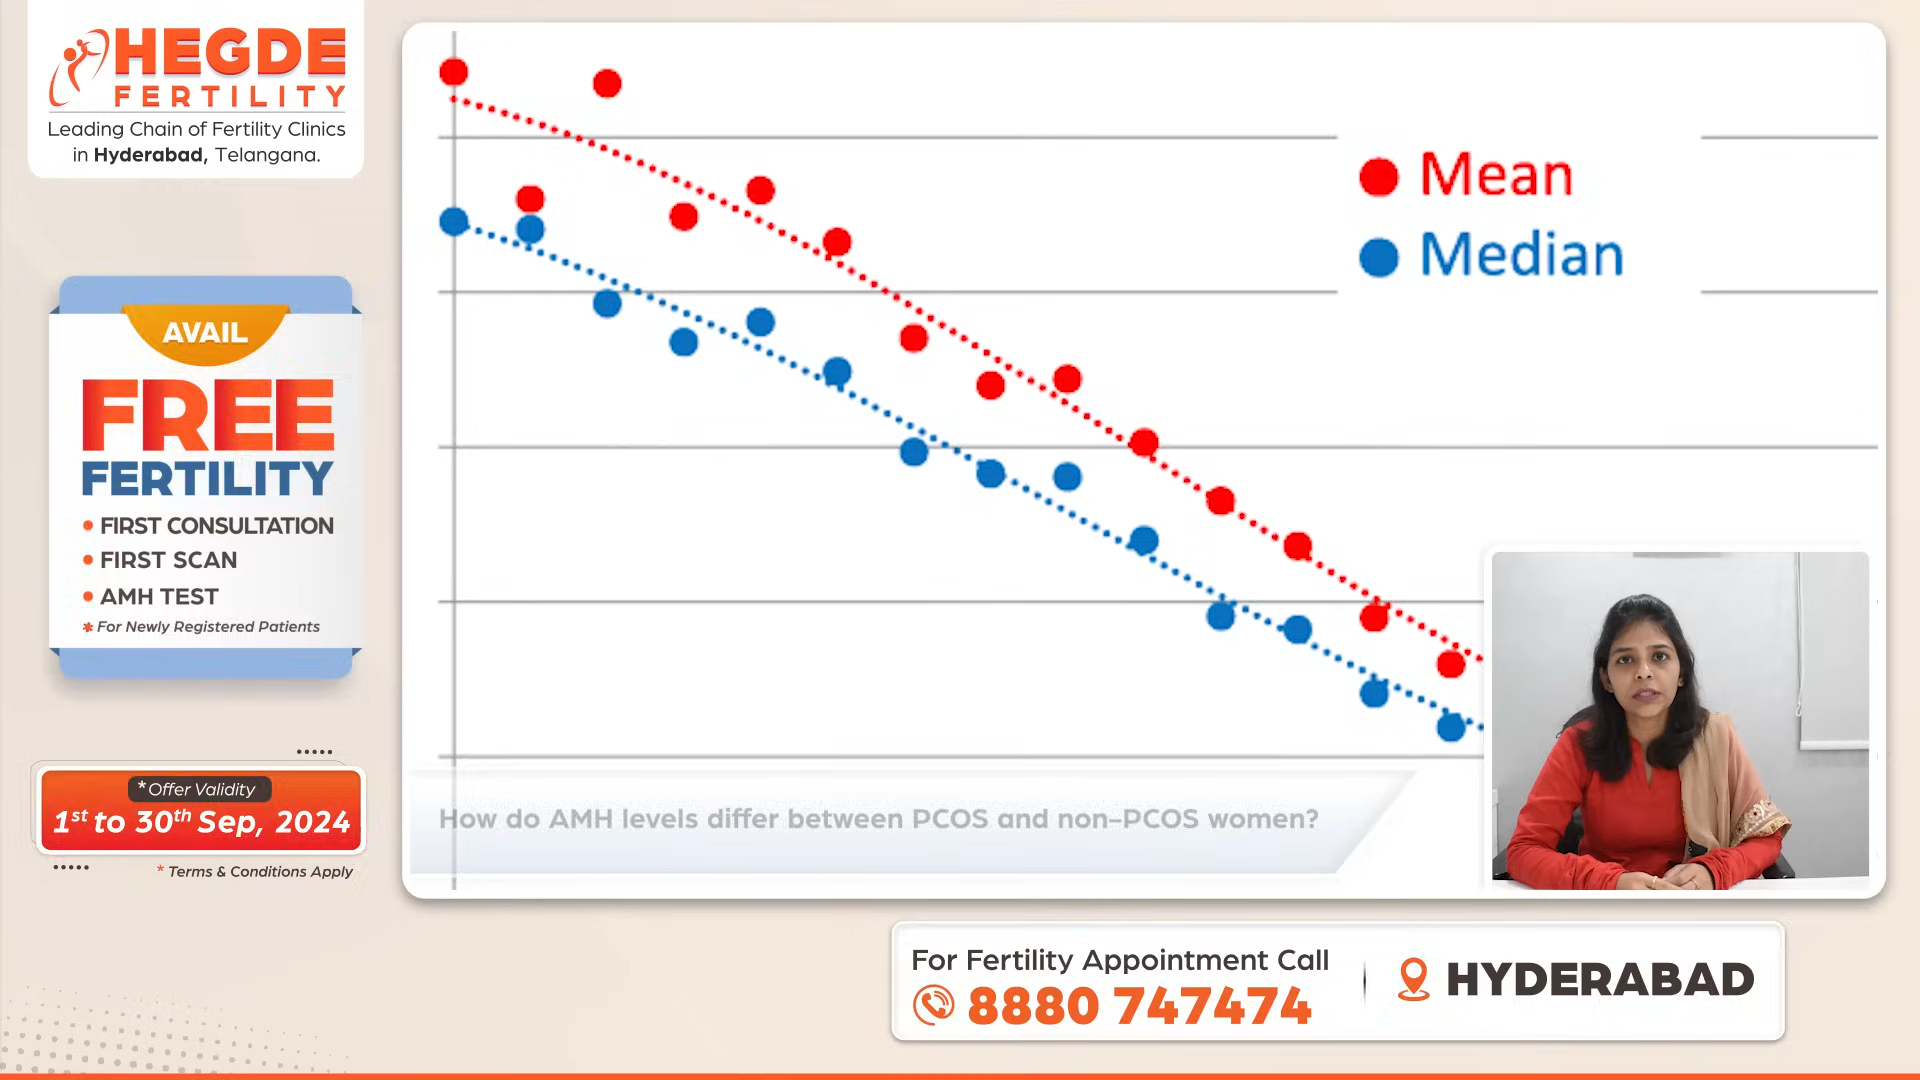 HEGDE
FERTILITY
Leading Chain of Fertility Clinics
in Hyderabad, Telangana.
AVAIL
FREE
FERTILITY
• FIRST CONSULTATION
• FIRST SCAN
• AMH TEST
* For Newly Registered Patients
*Offer Validity
1st to 30th Sep, 2024
* Terms & Conditions Apply
Mean
Median
How do AMH levels differ between PCOS and non-PCOS women?
For Fertility Appointment Call
8880 747474
HYDERABAD